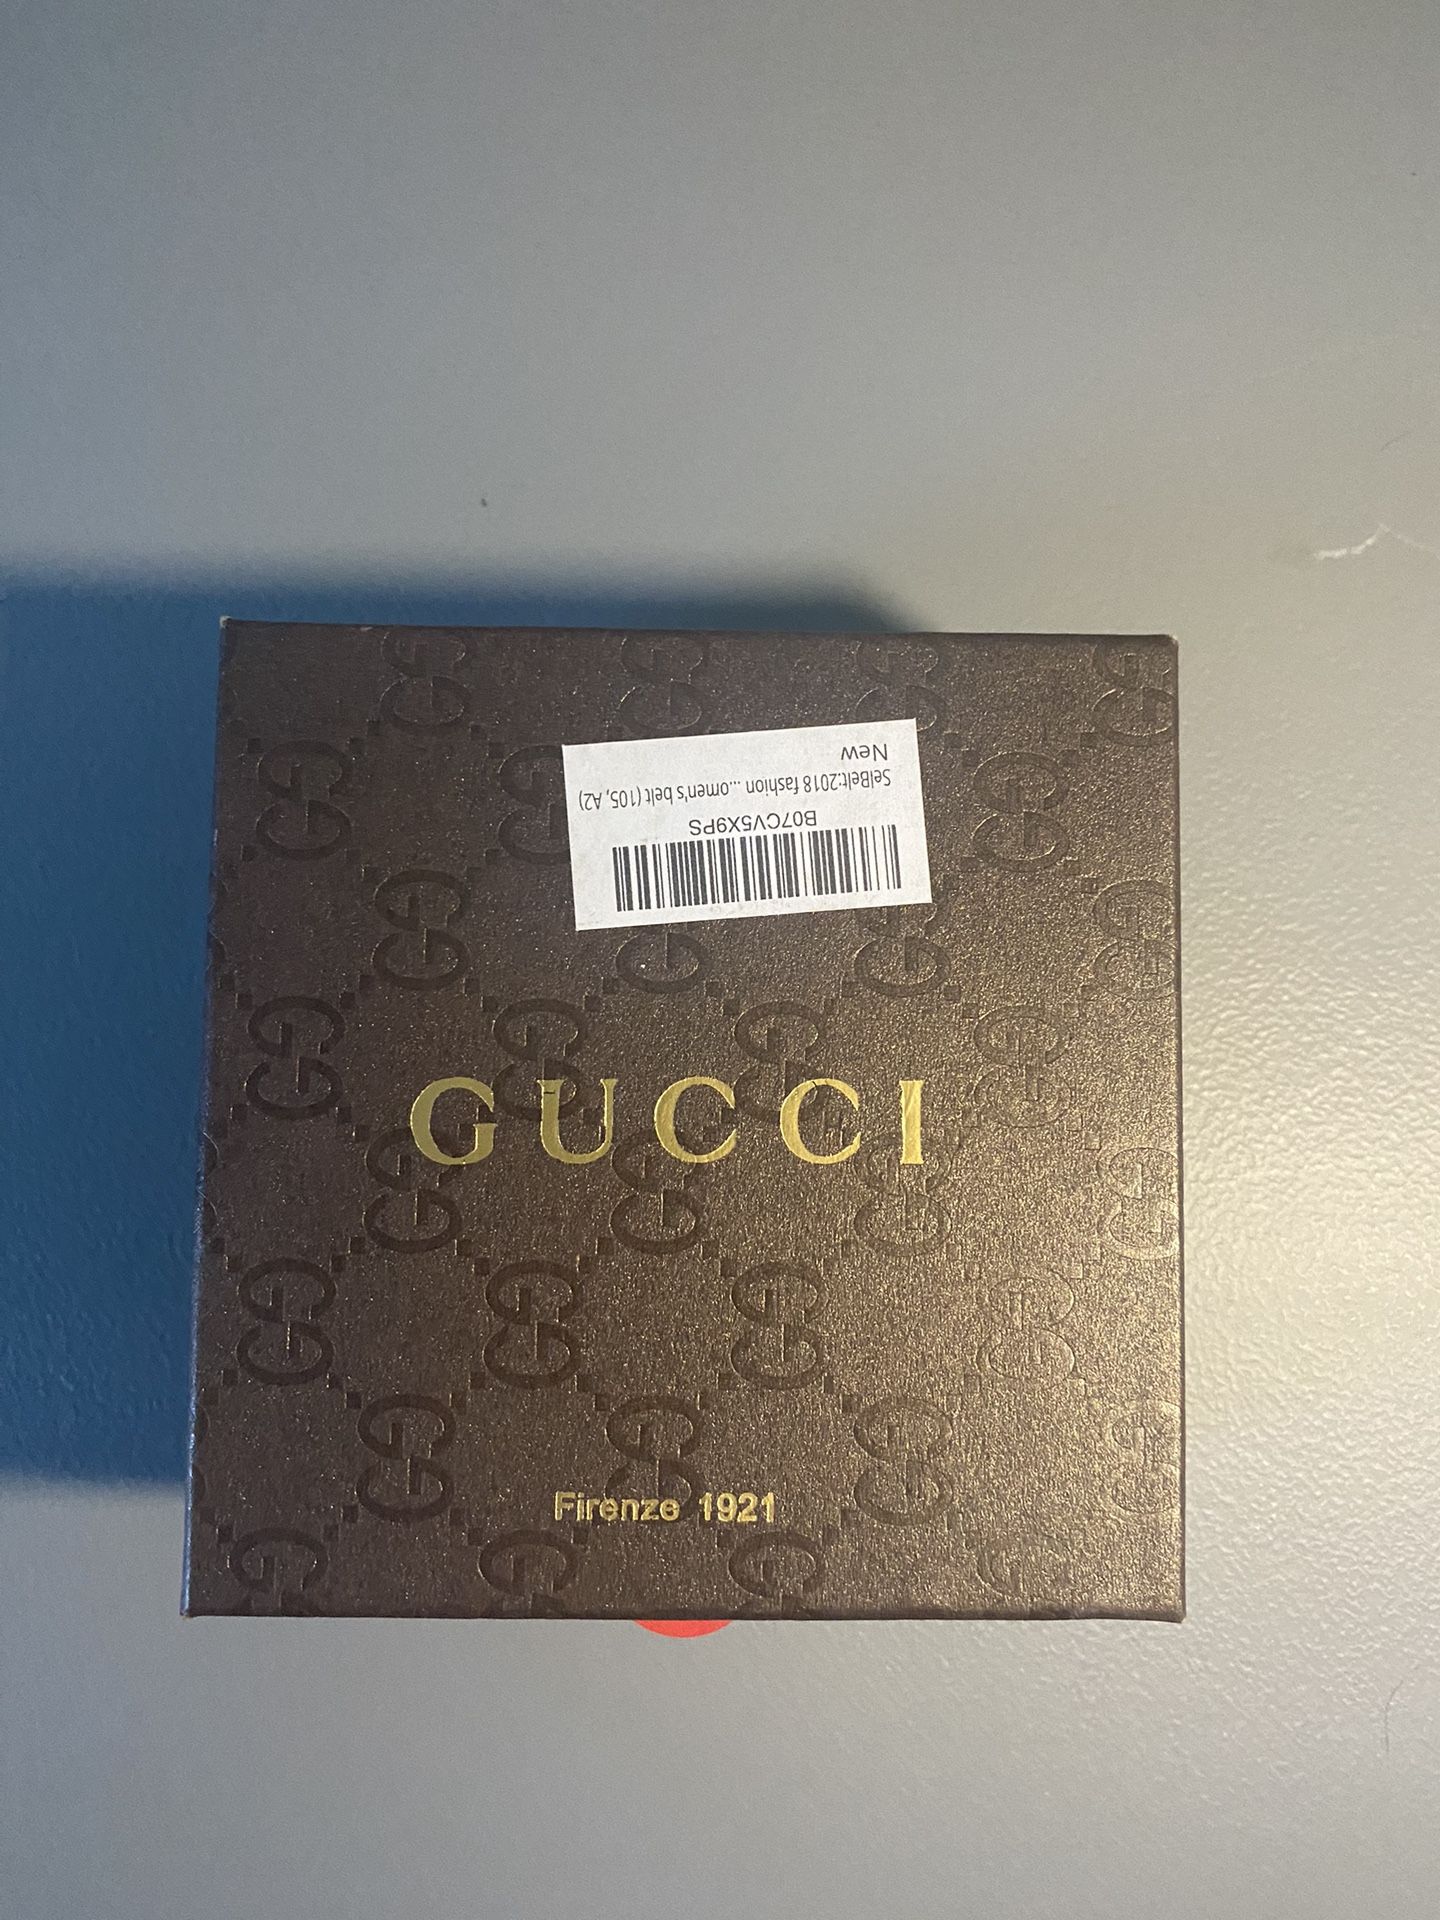 B07CV5X9PS
SelBelt:2018 fashion ...omen's belt (105, A2)
New
GUCCI
Firenze 1921